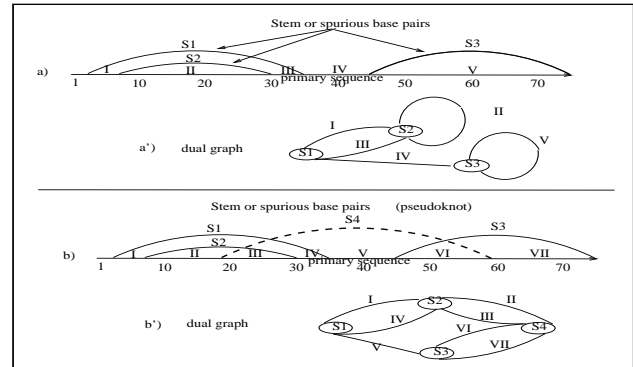 Stem or spurious base pairs
S1
S3
S2
a) I II III IV V
primary sequence
1 10 20 30 40 50 60 70
I S2 II
a') dual graph S1 III V
IV S3
Stem or spurious base pairs (pseudoknot)
S4
S1 S3
S2
b) I II III IV V VI VII
primary sequence
1 10 20 30 40 50 60 70
I S2 II
b') dual graph S1 IV III VI S4
V S3 VII